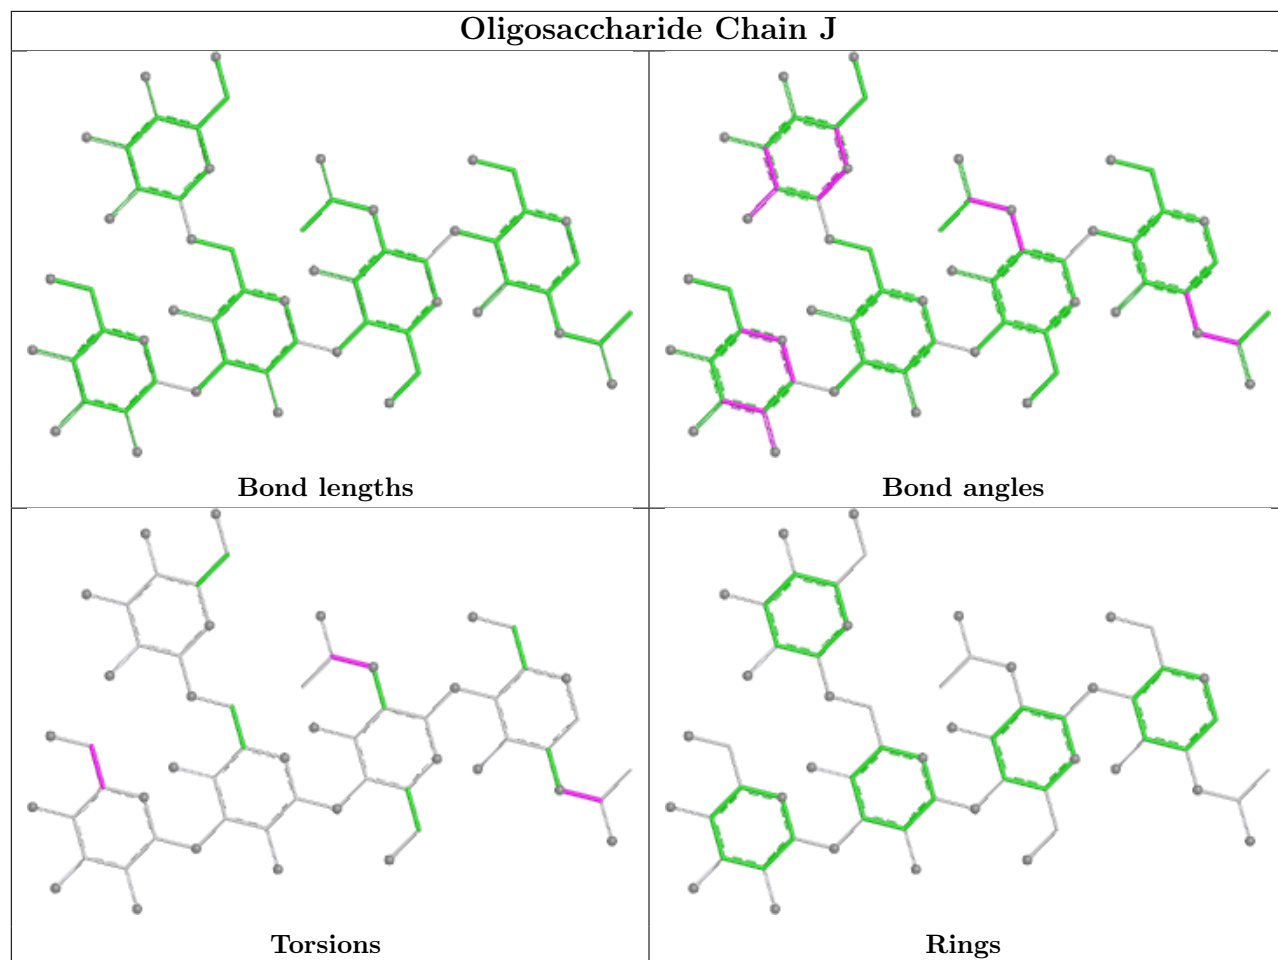 Oligosaccharide Chain J
Bond lengths
Bond angles
Torsions
Rings